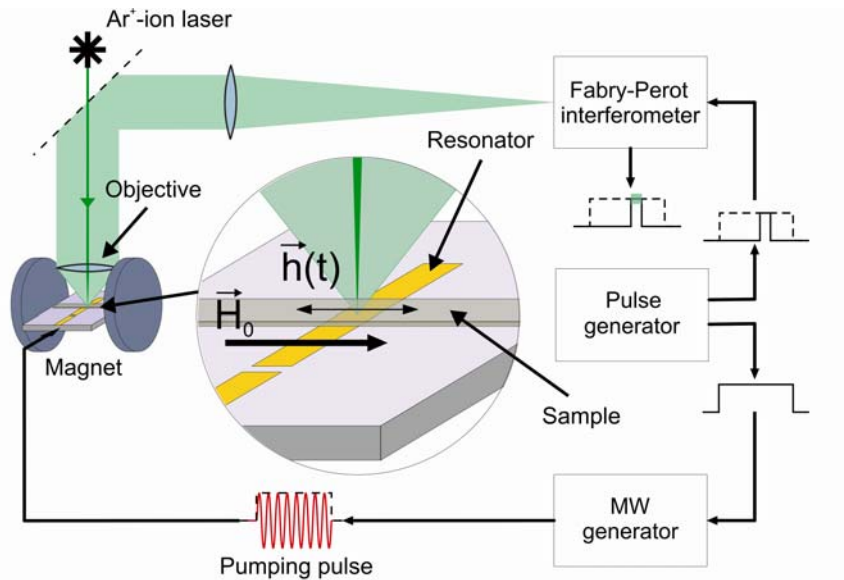 Ar⁺-ion laser
Fabry-Perot
interferometer
Resonator
Objective
h(t)
H₀
Pulse
generator
Magnet
Sample
MW
generator
Pumping pulse